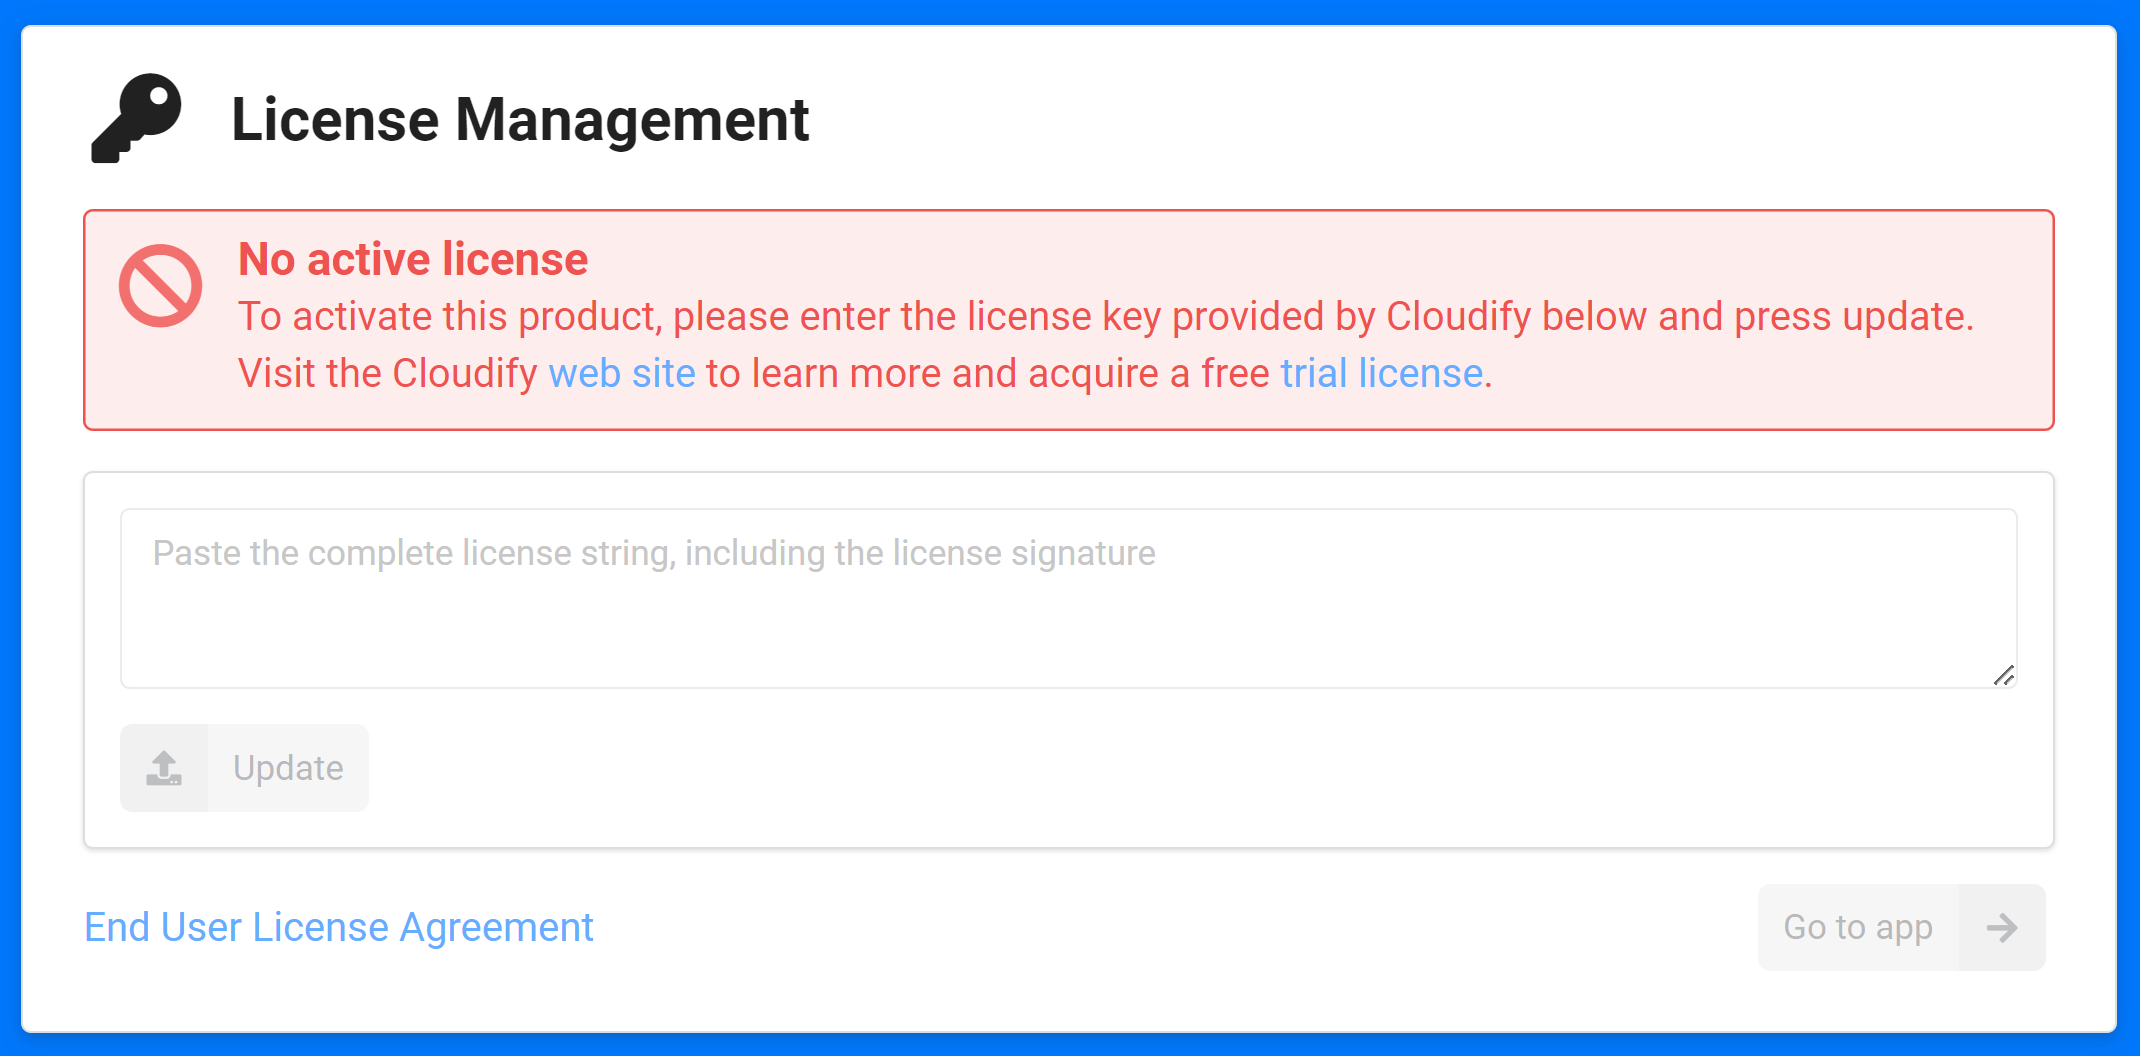 License Management
No active license
To activate this product, please enter the license key provided by Cloudify below and press update.
Visit the Cloudify web site to learn more and acquire a free trial license.
Paste the complete license string, including the license signature
Update
End User License Agreement
Go to app